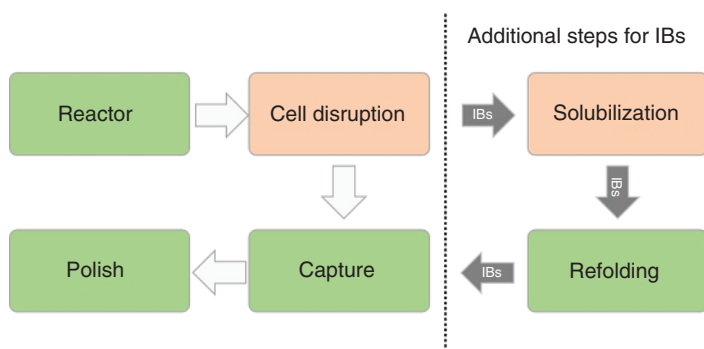 Additional steps for IBs
Reactor
Cell disruption
IBs
Solubilization
IBs
Polish
Capture
IBs
Refolding